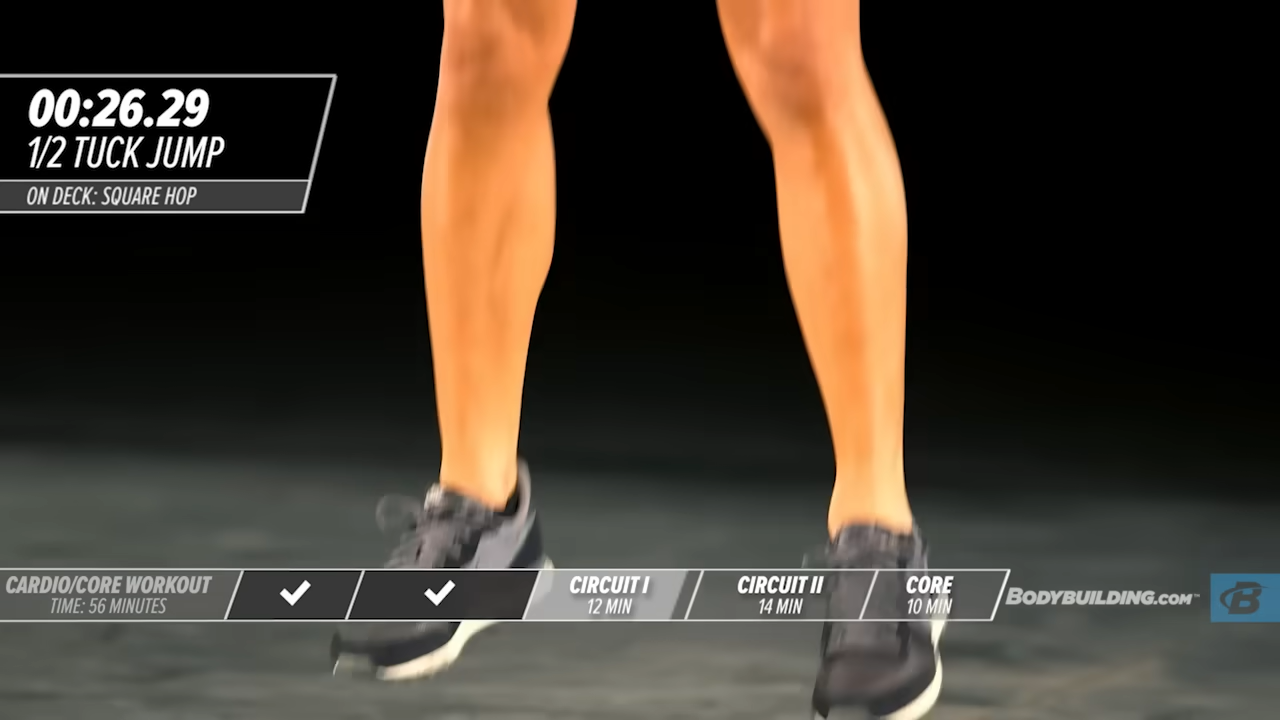 00:26.29
1/2 TUCK JUMP
ON DECK: SQUARE HOP
CARDIO/CORE WORKOUT
TIME: 56 MINUTES
CIRCUIT I
12 MIN
CIRCUIT II
14 MIN
CORE
10 MIN
BODYBUILDING.COM™
B